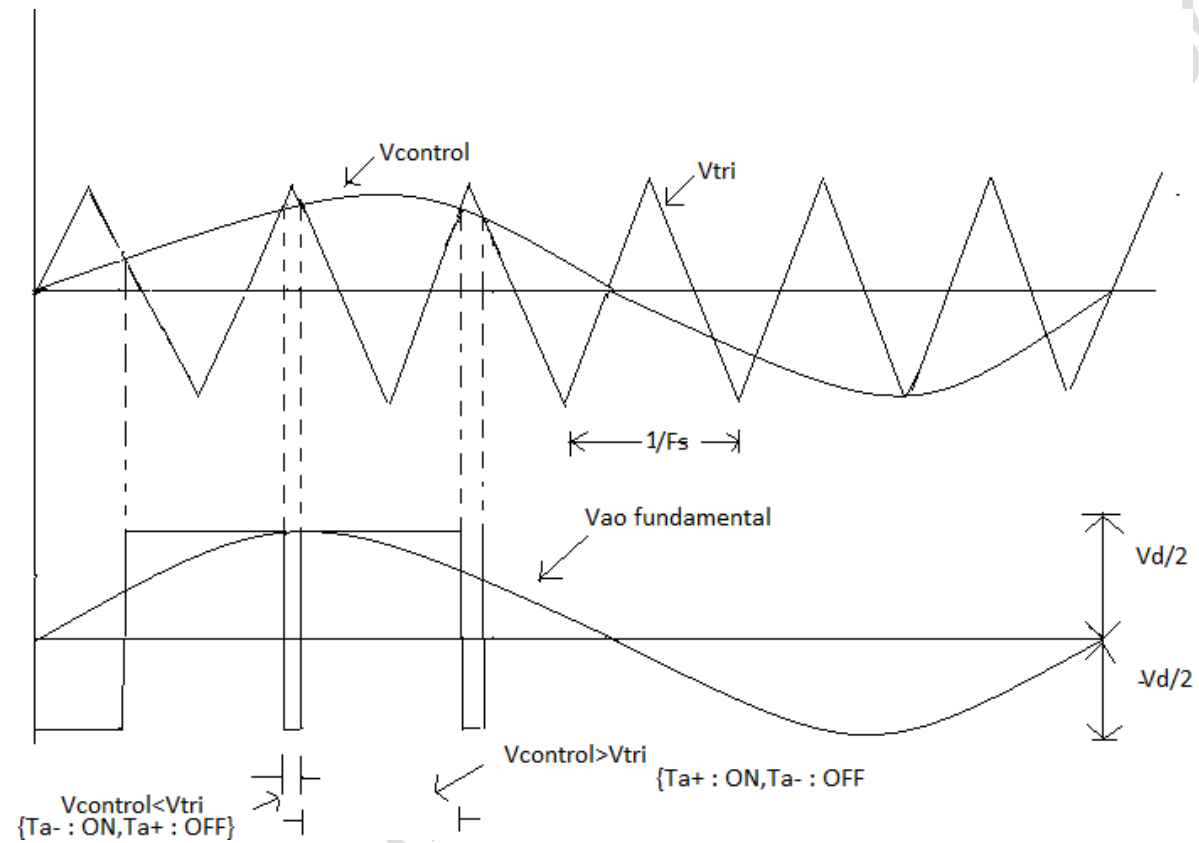 Vcontrol
Vtri
1/Fs
Vao fundamental
Vd/2
-Vd/2
Vcontrol>Vtri
{Ta+ : ON,Ta- : OFF
Vcontrol<Vtri
{Ta- : ON,Ta+ : OFF}